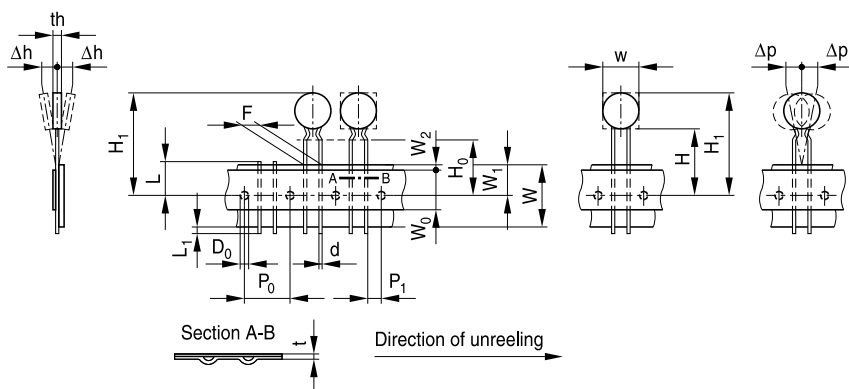 th
Δh Δh
w
Δp Δp
F
H₁
L
W₂
H₀
W₁
W
H
H₁
A B
L₁
W₀
D₀
d
P₀
P₁
Section A-B
t
Direction of unreeling